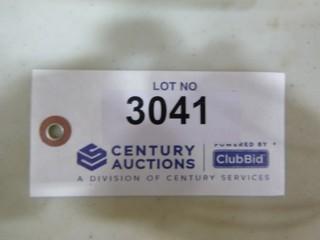 LOT NO
3041
CENTURY AUCTIONS
POWERED BY
ClubBid
A DIVISION OF CENTURY SERVICES